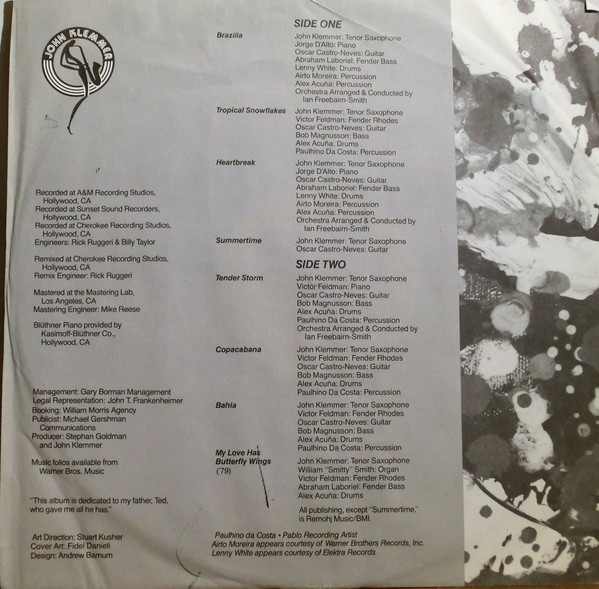 JOHN KLEMMER
Recorded at A&M Recording Studios,
Hollywood, CA
Recorded at Sunset Sound Recorders,
Hollywood, CA
Recorded at Cherokee Recording Studios,
Hollywood, CA
Engineers: Rick Ruggeri & Billy Taylor
Remixed at Cherokee Recording Studios,
Hollywood, CA
Remix Engineer: Rick Ruggeri
Mastered at the Mastering Lab,
Los Angeles, CA
Mastering Engineer: Mike Reese
Blüthner Piano provided by
Kasimoff-Blüthner Co.,
Hollywood, CA
Management: Gary Borman Management
Legal Representation: John T. Frankenheimer
Booking: William Morris Agency
Publicist: Michael Gershman
Communications
Producer: Stephan Goldman
and John Klemmer
Music folios available from
Warner Bros. Music
"This album is dedicated to my father, Ted,
who gave me all he has."
Art Direction: Stuart Kusher
Cover Art: Fidel Danieli
Design: Andrew Barnum
SIDE ONE
Brazilia
John Klemmer: Tenor Saxophone
Jorge D'Alto: Piano
Oscar Castro-Neves: Guitar
Abraham Laboriel: Fender Bass
Lenny White: Drums
Airto Moreira: Percussion
Alex Acuña: Percussion
Orchestra Arranged & Conducted by
Ian Freebairn-Smith
Tropical Snowflakes
John Klemmer: Tenor Saxophone
Victor Feldman: Fender Rhodes
Oscar Castro-Neves: Guitar
Bob Magnusson: Bass
Alex Acuña: Drums
Paulhino Da Costa: Percussion
Heartbreak
John Klemmer: Tenor Saxophone
Jorge D'Alto: Piano
Oscar Castro-Neves: Guitar
Abraham Laboriel: Fender Bass
Lenny White: Drums
Airto Moreira: Percussion
Alex Acuña: Percussion
Orchestra Arranged & Conducted by
Ian Freebairn-Smith
Summertime
John Klemmer: Tenor Saxophone
Oscar Castro-Neves: Guitar
SIDE TWO
Tender Storm
John Klemmer: Tenor Saxophone
Victor Feldman: Piano
Oscar Castro-Neves: Guitar
Bob Magnusson: Bass
Alex Acuña: Drums
Paulhino Da Costa: Percussion
Orchestra Arranged & Conducted by
Ian Freebairn-Smith
Copacabana
John Klemmer: Tenor Saxophone
Victor Feldman: Fender Rhodes
Oscar Castro-Neves: Guitar
Bob Magnusson: Bass
Alex Acuña: Drums
Paulhino Da Costa: Percussion
Bahia
John Klemmer: Tenor Saxophone
Victor Feldman: Fender Rhodes
Oscar Castro-Neves: Guitar
Bob Magnusson: Bass
Alex Acuña: Drums
Paulhino Da Costa: Percussion
My Love Has
Butterfly Wings
('79)
John Klemmer: Tenor Saxophone
William "Smitty" Smith: Organ
Victor Feldman: Fender Rhodes
Abraham Laboriel: Fender Bass
Alex Acuña: Drums
All publishing, except "Summertime,"
is Remohj Music/BMI.
Paulhino da Costa • Pablo Recording Artist
Airto Moreira appears courtesy of Warner Brothers Records, Inc.
Lenny White appears courtesy of Elektra Records